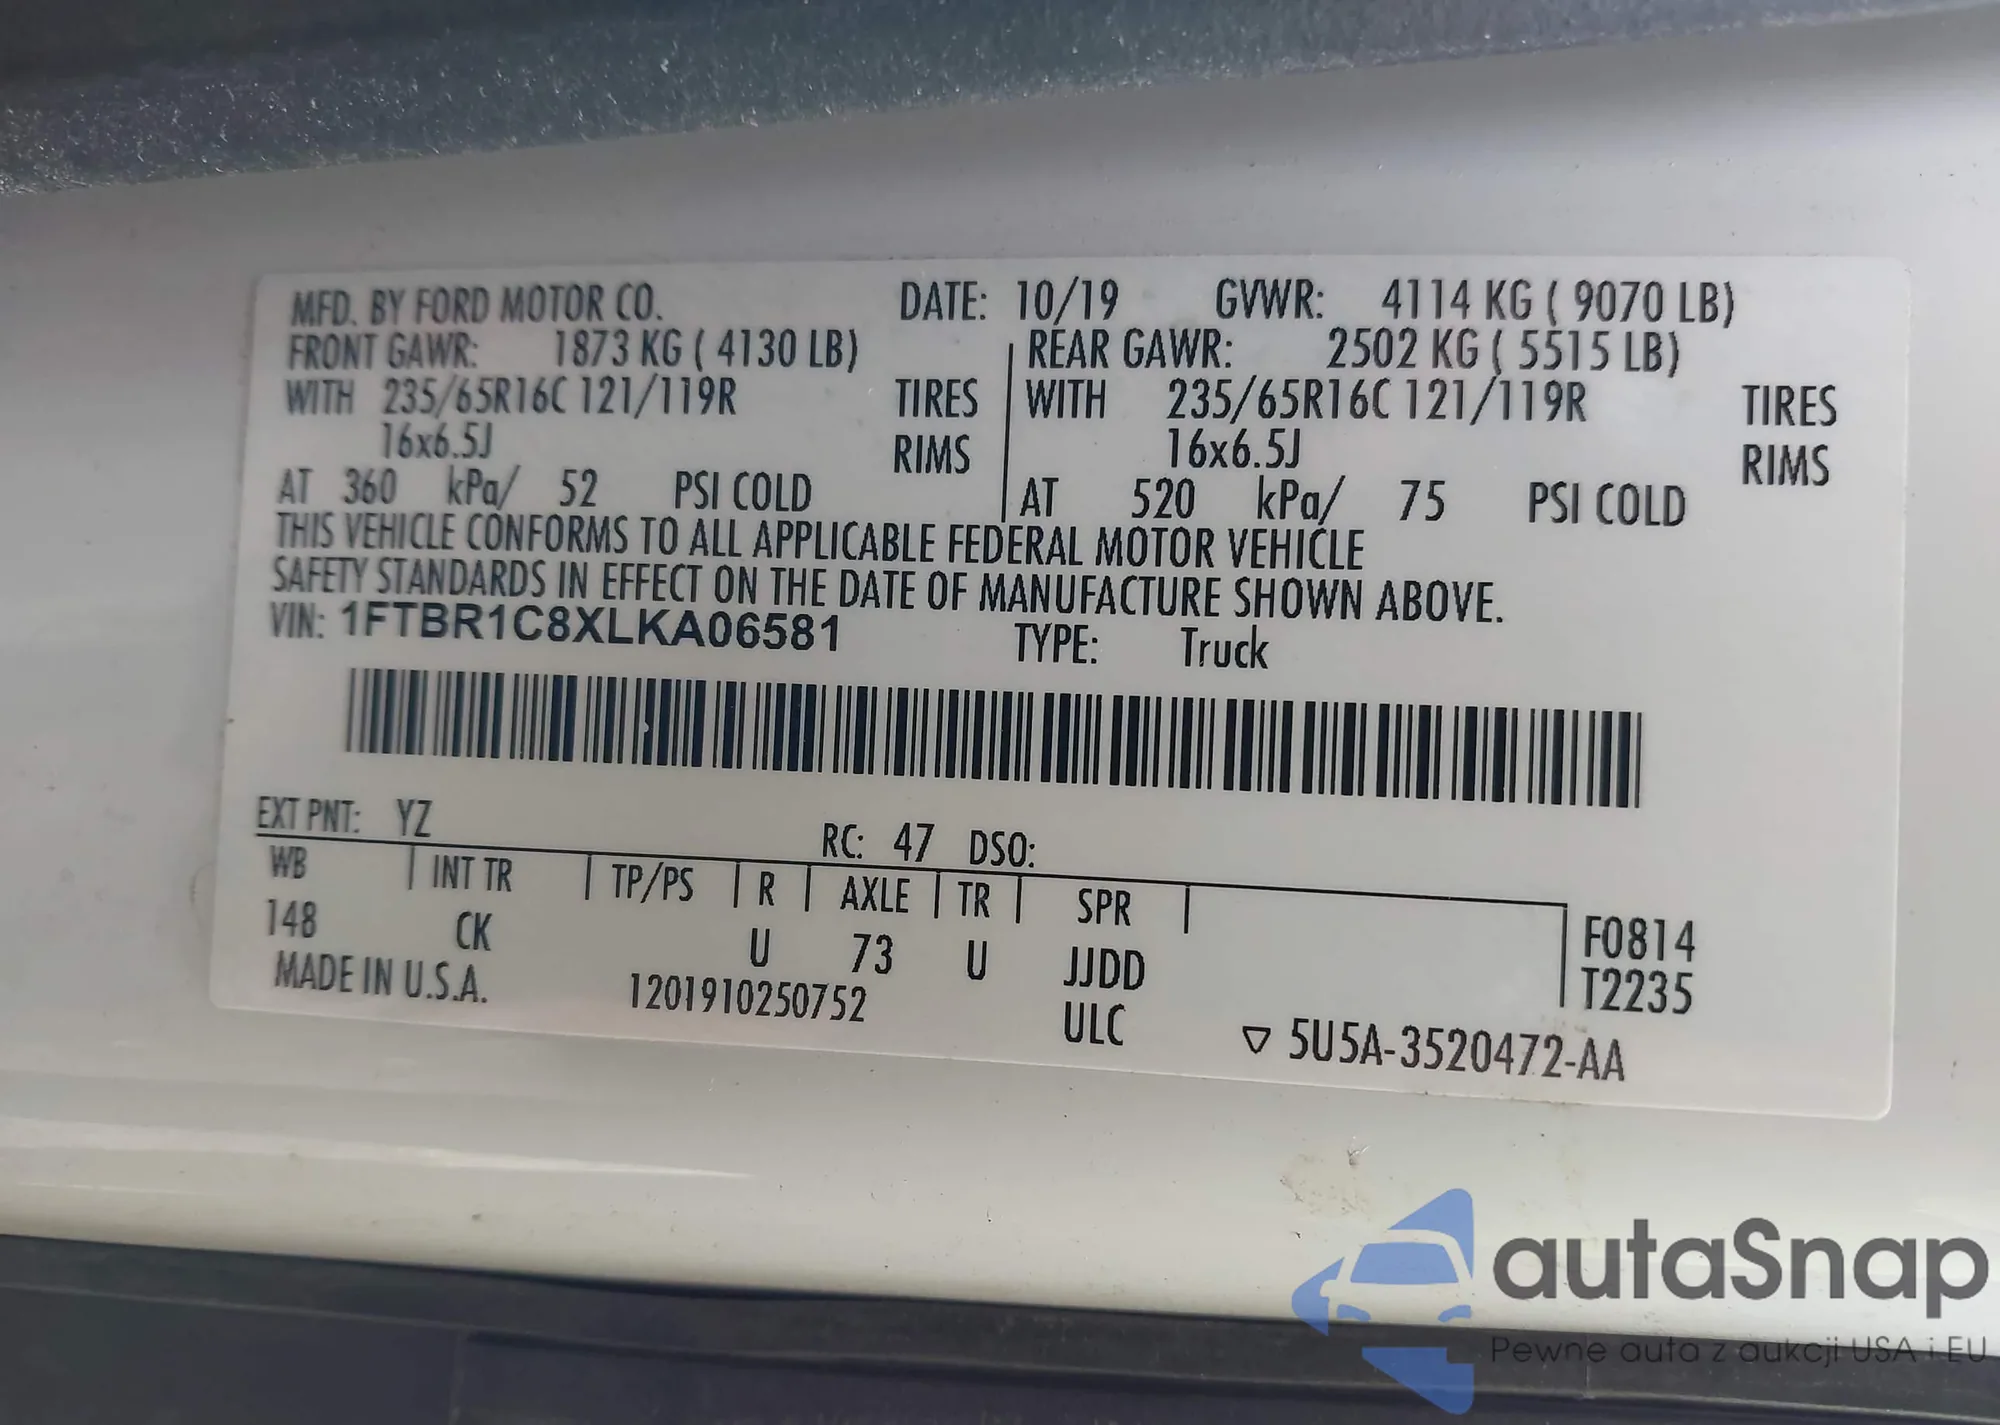 MFD. BY FORD MOTOR CO. DATE: 10/19 GVWR: 4114 KG ( 9070 LB)
FRONT GAWR: 1873 KG ( 4130 LB) REAR GAWR: 2502 KG ( 5515 LB)
WITH 235/65R16C 121/119R TIRES WITH 235/65R16C 121/119R TIRES
16x6.5J RIMS 16x6.5J RIMS
AT 360 kPa/ 52 PSI COLD AT 520 kPa/ 75 PSI COLD
THIS VEHICLE CONFORMS TO ALL APPLICABLE FEDERAL MOTOR VEHICLE
SAFETY STANDARDS IN EFFECT ON THE DATE OF MANUFACTURE SHOWN ABOVE.
VIN: 1FTBR1C8XLKA06581 TYPE: Truck
EXT PNT: YZ RC: 47 DSO:
WB INT TR TP/PS R AXLE TR SPR
148 CK U 73 U JJDD F0814
MADE IN U.S.A. 1201910250752 ULC T2235
▽ 5U5A-3520472-AA
autaSnap
Pewne auta z aukcji USA i EU